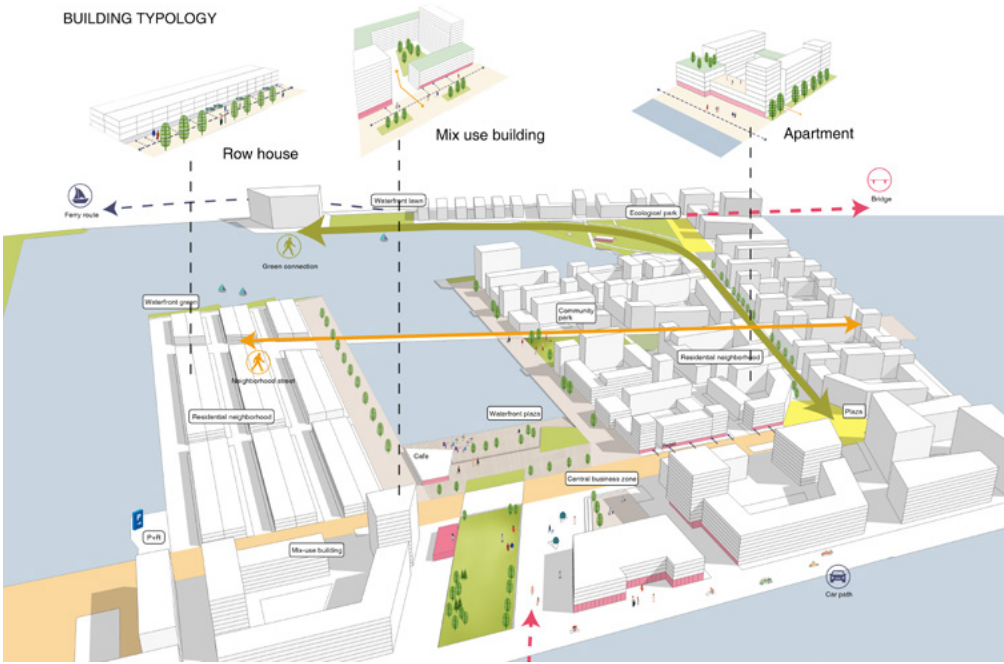 BUILDING TYPOLOGY
Row house
Mix use building
Apartment
Ferry route
Waterfront lawn
Ecological park
Bridge
Green connection
Waterfront green
Community
park
Neighborhood street
Residential neighborhood
Residential neighborhood
Waterfront plaza
Plaza
Cafe
Central business zone
P+R
Mix-use building
Car path